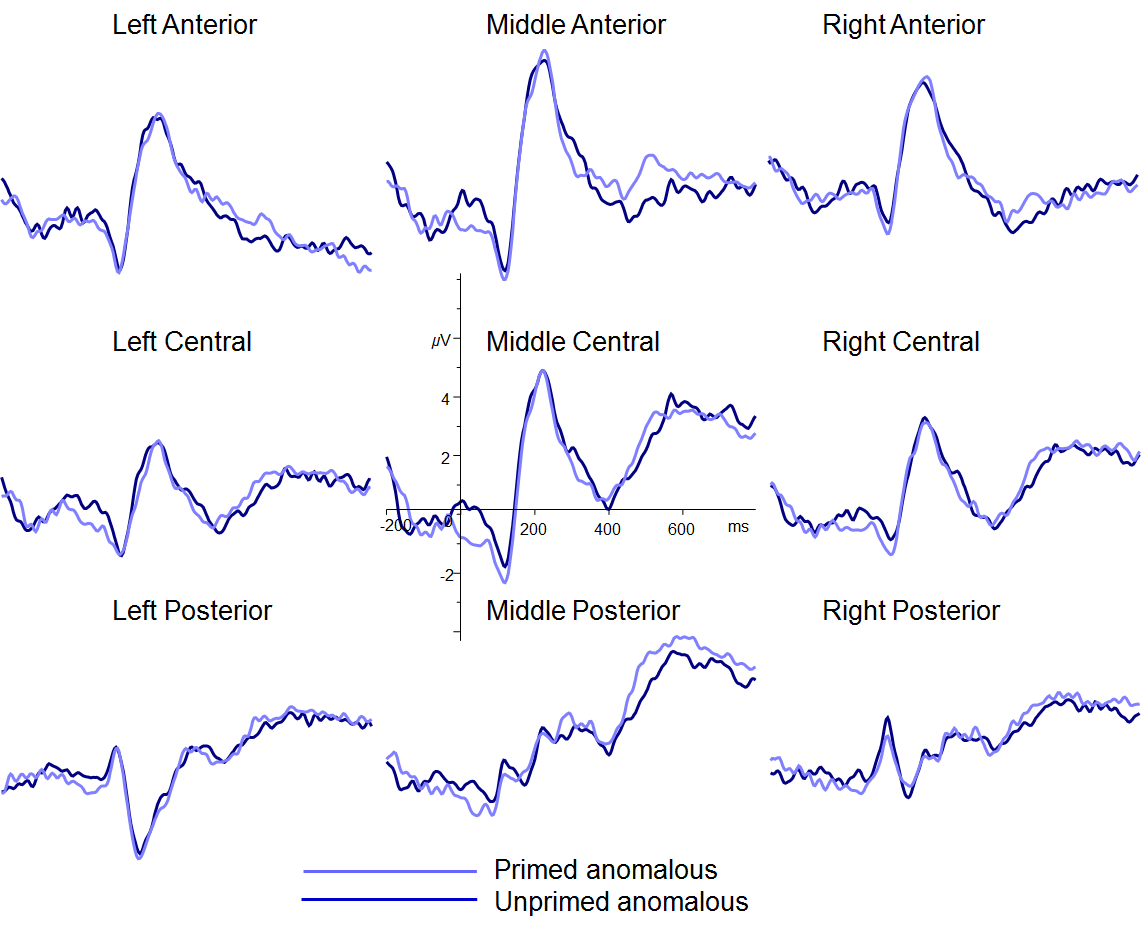 Left Anterior Middle Anterior Right Anterior
Left Central μV Middle Central Right Central
4
2
-200 0 200 400 600 ms
-2
Left Posterior Middle Posterior Right Posterior
Primed anomalous
Unprimed anomalous